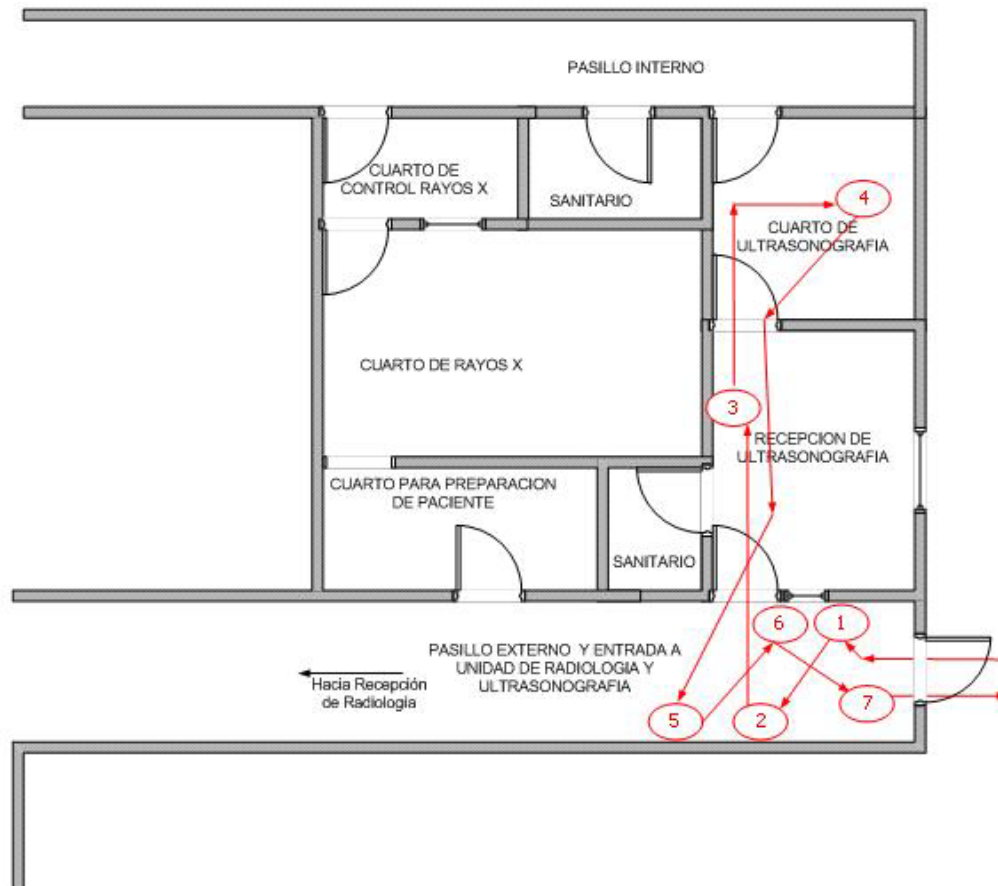 PASILLO INTERNO
CUARTO DE
CONTROL RAYOS X
SANITARIO
4
CUARTO DE
ULTRASONOGRAFIA
CUARTO DE RAYOS X
3
RECEPCION DE
ULTRASONOGRAFIA
CUARTO PARA PREPARACION
DE PACIENTE
SANITARIO
6
1
PASILLO EXTERNO Y ENTRADA A
UNIDAD DE RADIOLOGIA Y
ULTRASONOGRAFIA
Hacia Recepción
de Radiología
5
2
7